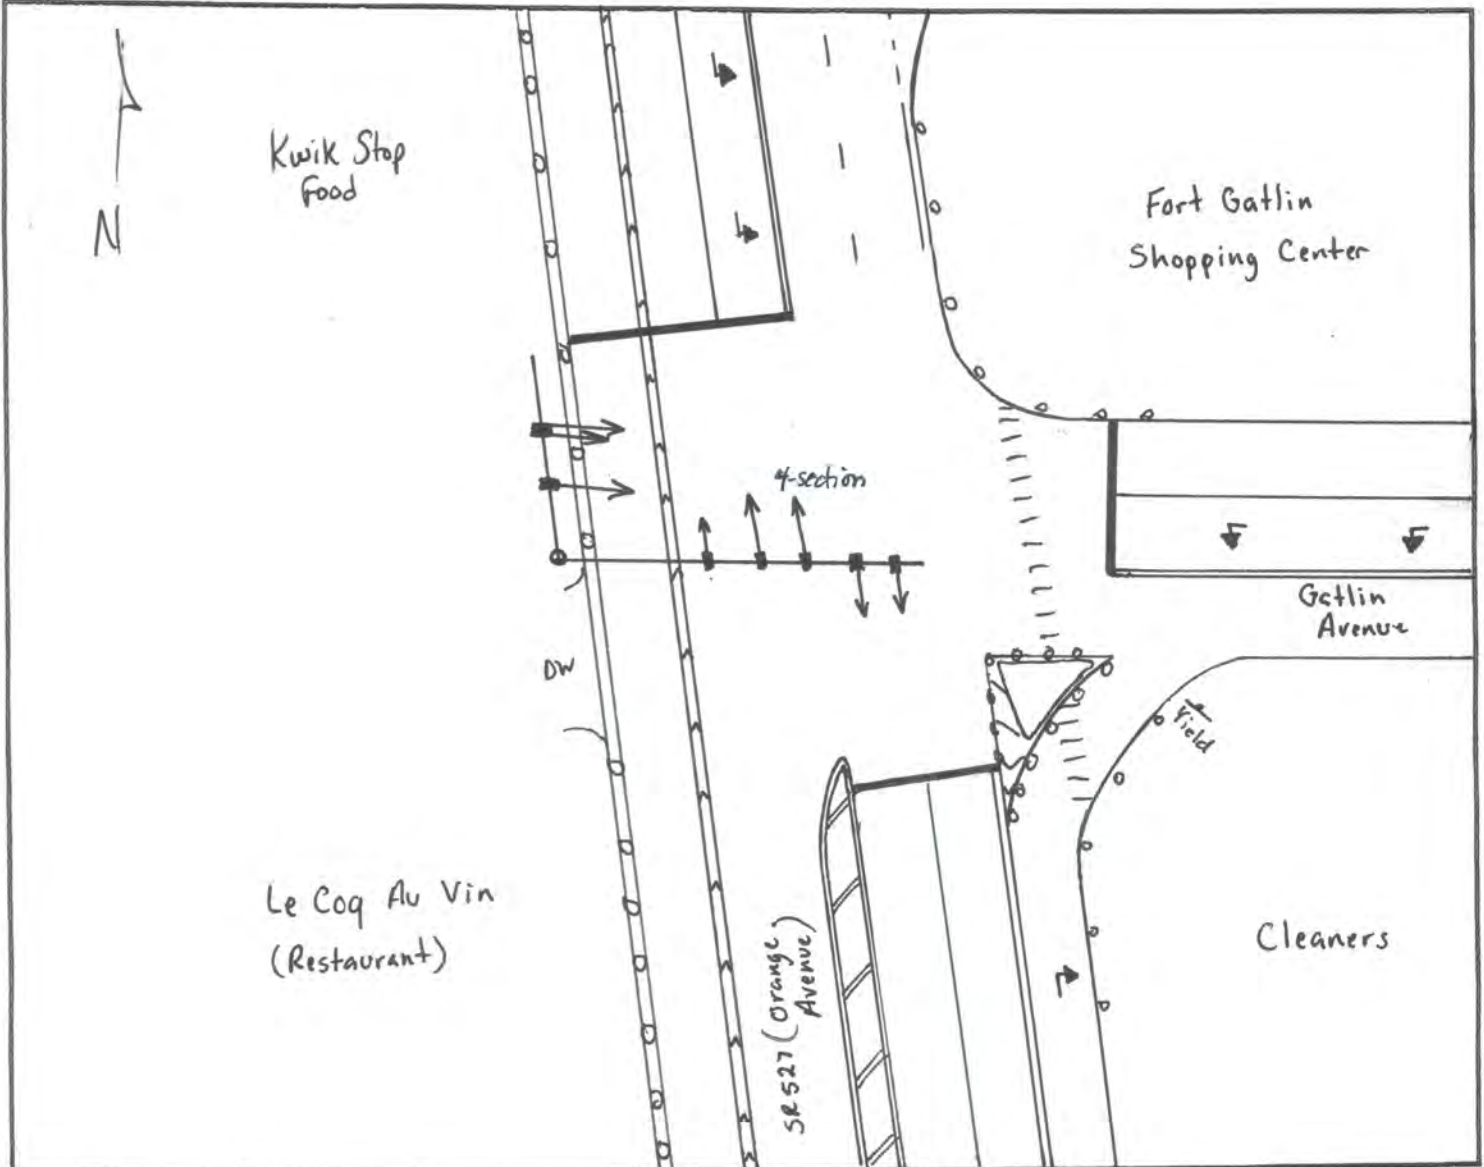 Kwik Stop
Food
N
Fort Gatlin
Shopping Center
4-section
Gatlin
Avenue
DW
Yield
Le Coq Au Vin
(Restaurant)
SR 527 (Orange
Avenue)
Cleaners